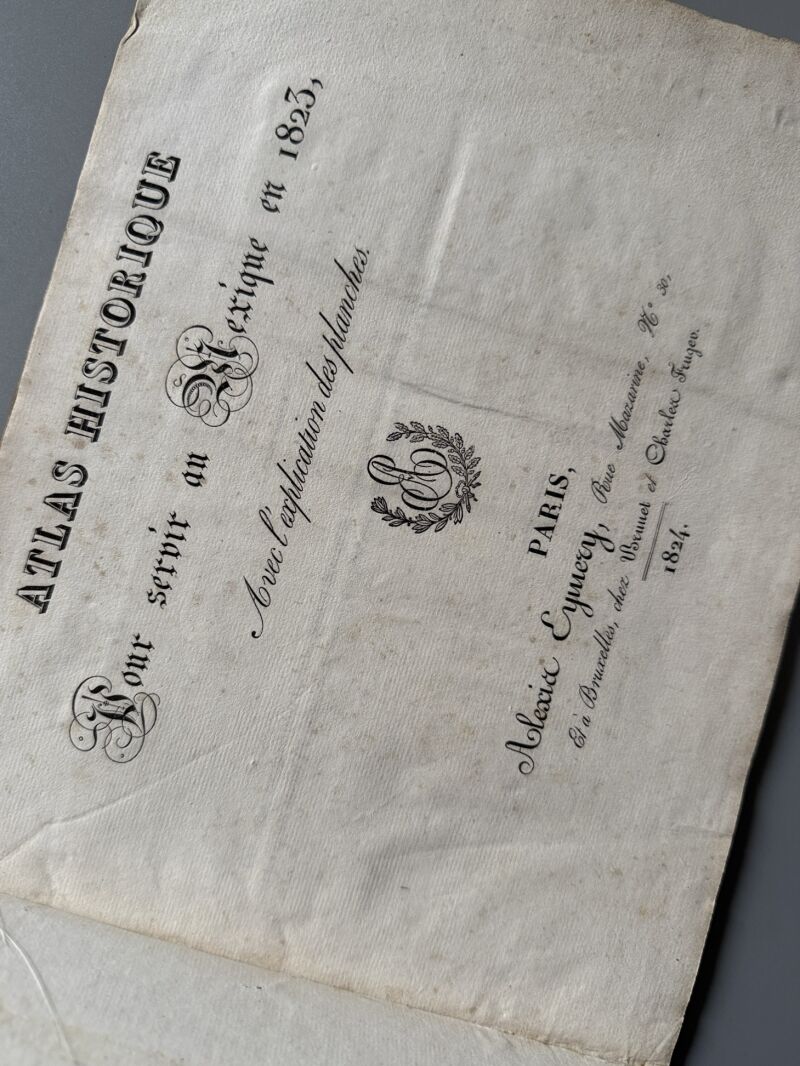 ATLAS HISTORIQUE
Pour servir au Mexique en 1823,
Avec l'explication des planches.
PARIS,
Alexis Eymery, Rue Mazarine, N° 30,
Et à Bruxelles, chez Brunet et Charles Fruger.
1824.